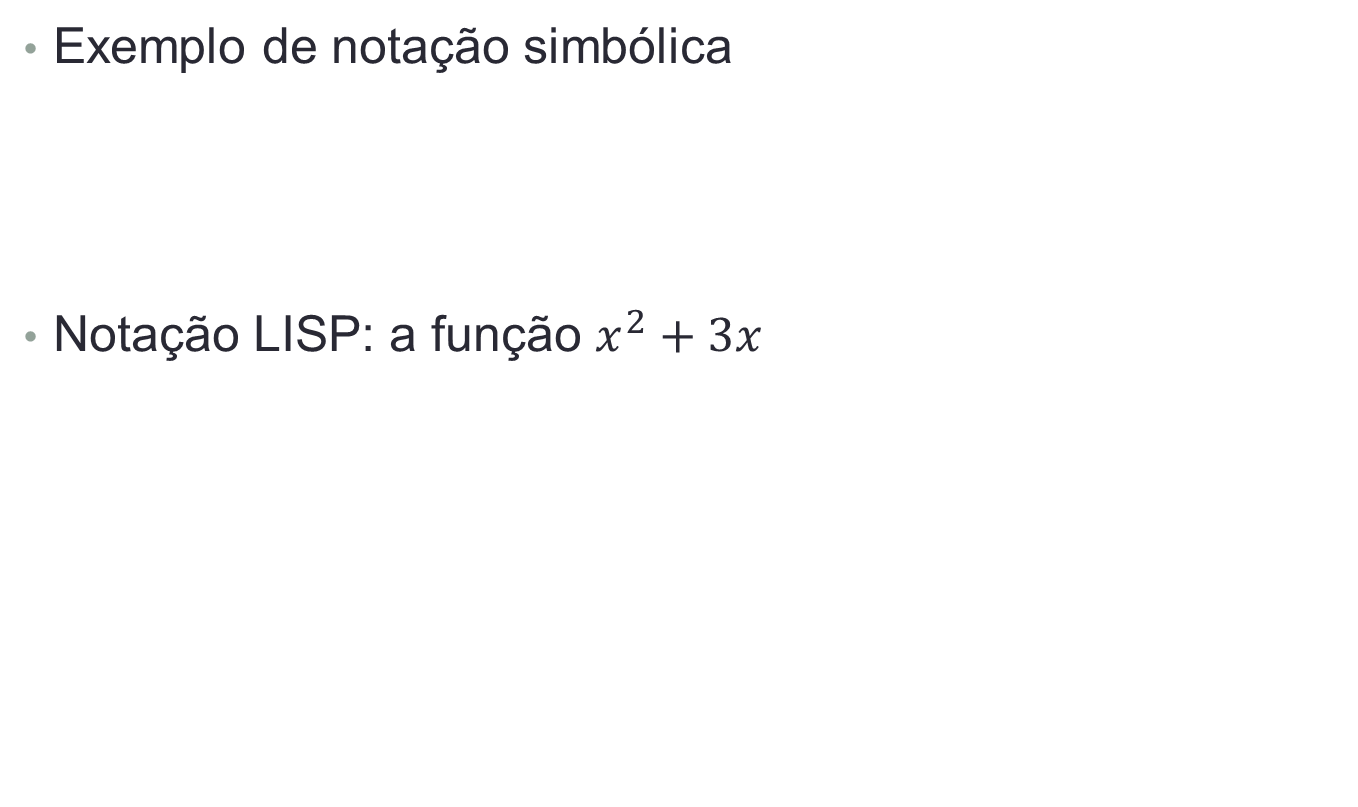 • Exemplo de notação simbólica
• Notação LISP: a função x² + 3x